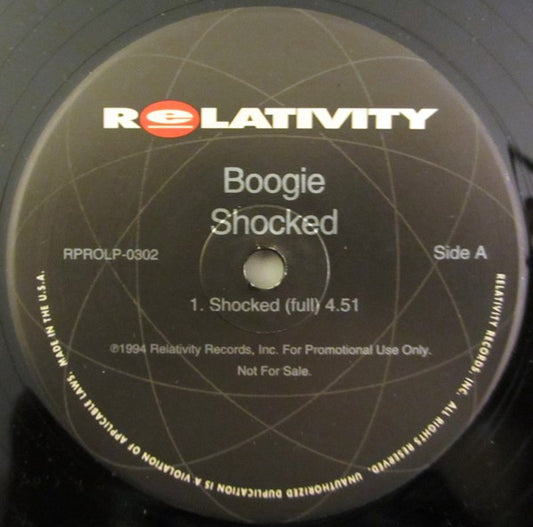 ReLATIVITY
Boogie
Shocked
RPROLP-0302
Side A
1. Shocked (full) 4.51
℗1994 Relativity Records, Inc. For Promotional Use Only.
Not For Sale.
RELATIVITY RECORDS, INC. ALL RIGHTS RESERVED. UNAUTHORIZED DUPLICATION IS A VIOLATION OF APPLICABLE LAWS. MADE IN THE U.S.A.